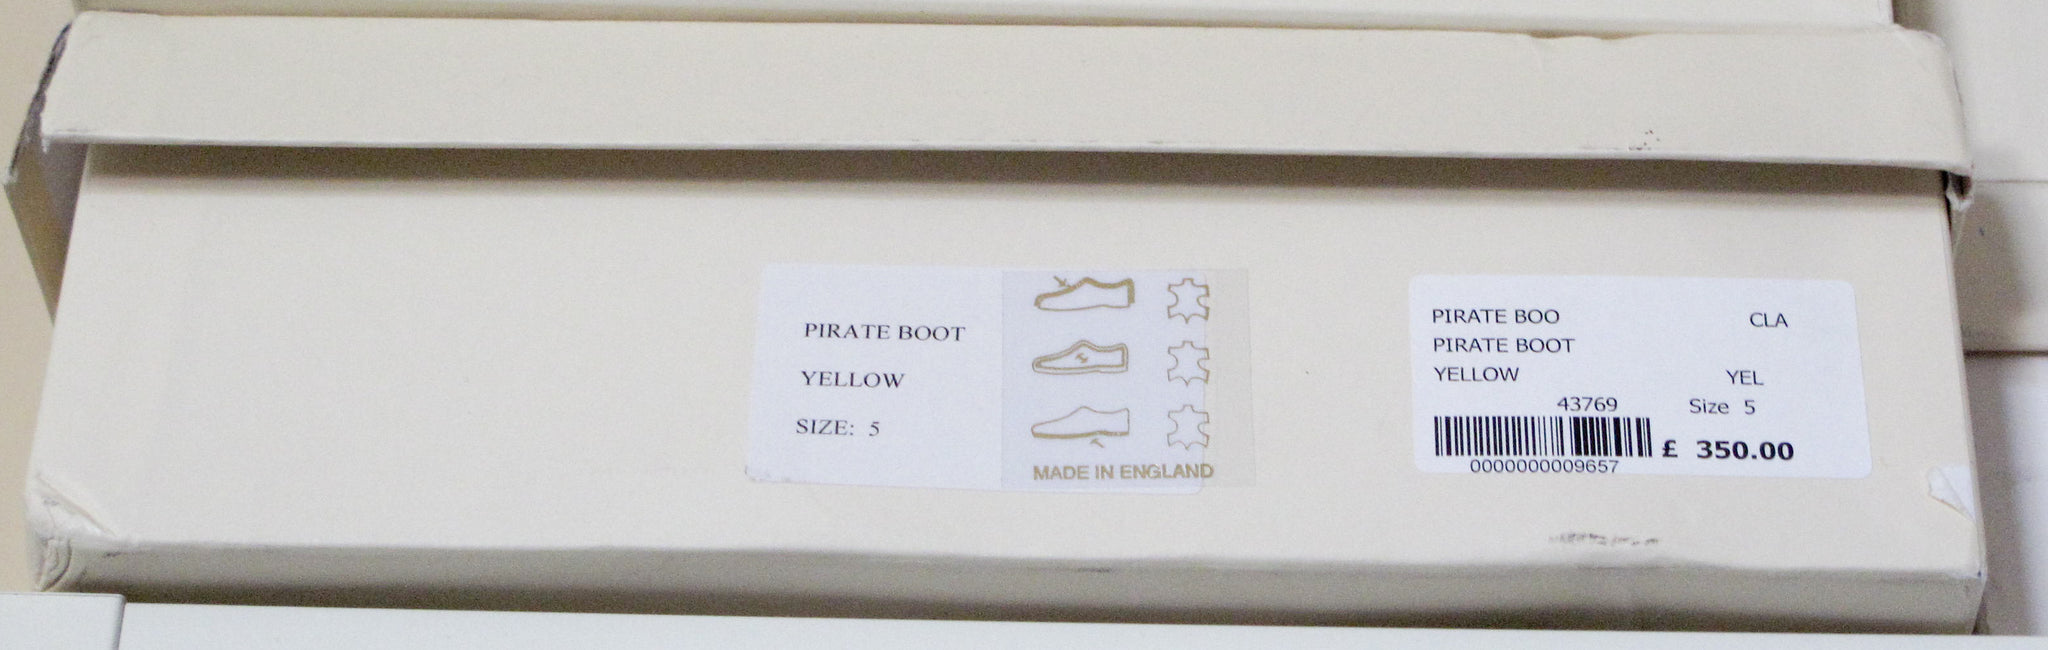 PIRATE BOOT
YELLOW
SIZE: 5
MADE IN ENGLAND
PIRATE BOO CLA
PIRATE BOOT
YELLOW YEL
43769 Size 5
£ 350.00
0000000009657